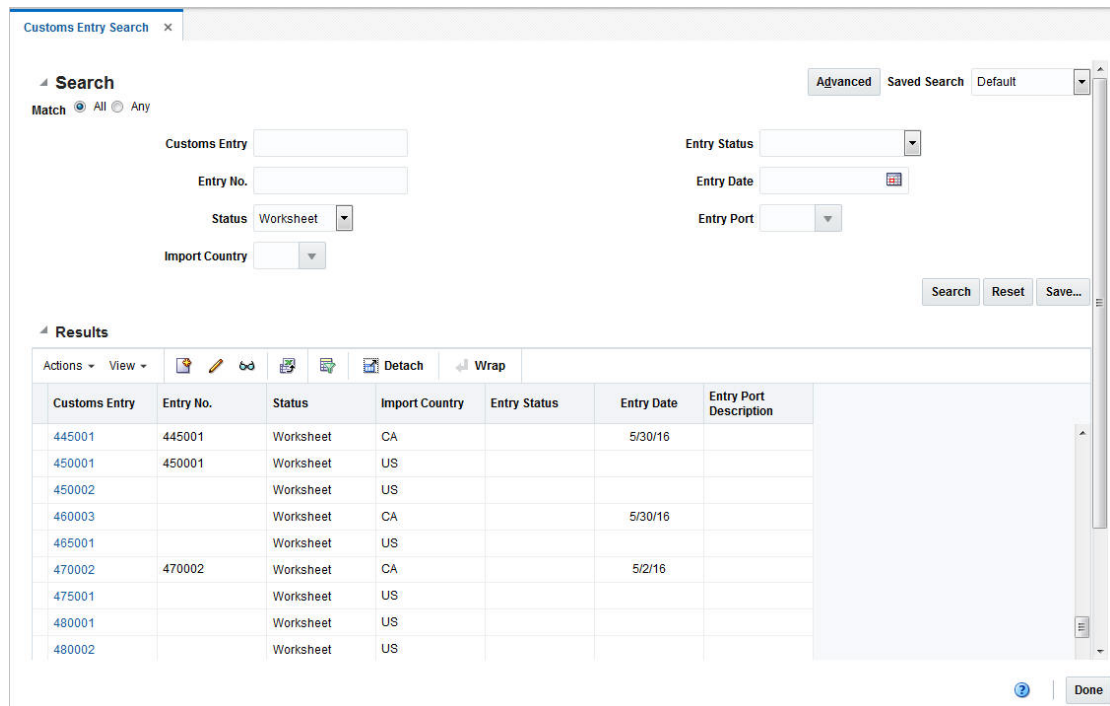 Customs Entry Search ×
Search
Advanced Saved Search Default
Match All Any
Customs Entry Entry Status
Entry No. Entry Date
Status Worksheet Entry Port
Import Country
Search Reset Save...
Results
Actions View Detach Wrap
Customs Entry Entry No. Status Import Country Entry Status Entry Date Entry Port Description
445001 445001 Worksheet CA 5/30/16
450001 450001 Worksheet US
450002 Worksheet US
460003 Worksheet CA 5/30/16
465001 Worksheet US
470002 470002 Worksheet CA 5/2/16
475001 Worksheet US
480001 Worksheet US
480002 Worksheet US
? Done